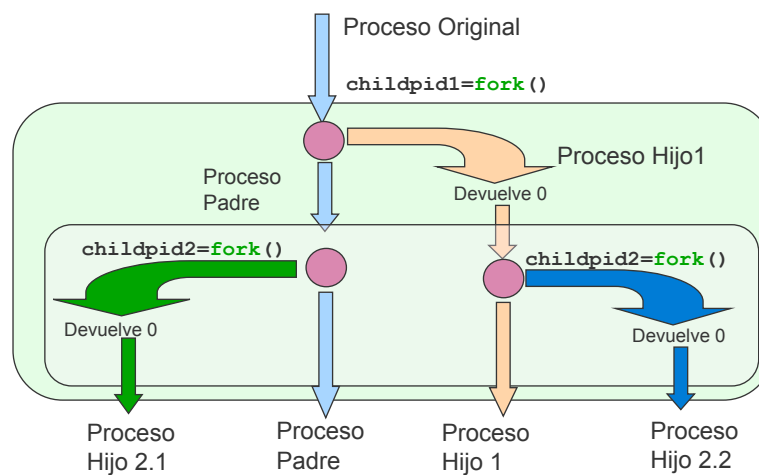 Proceso Original
childpid1=fork()
Proceso Hijo1
Proceso
Padre
Devuelve 0
childpid2=fork()
childpid2=fork()
Devuelve 0
Devuelve 0
Proceso
Hijo 2.1
Proceso
Padre
Proceso
Hijo 1
Proceso
Hijo 2.2